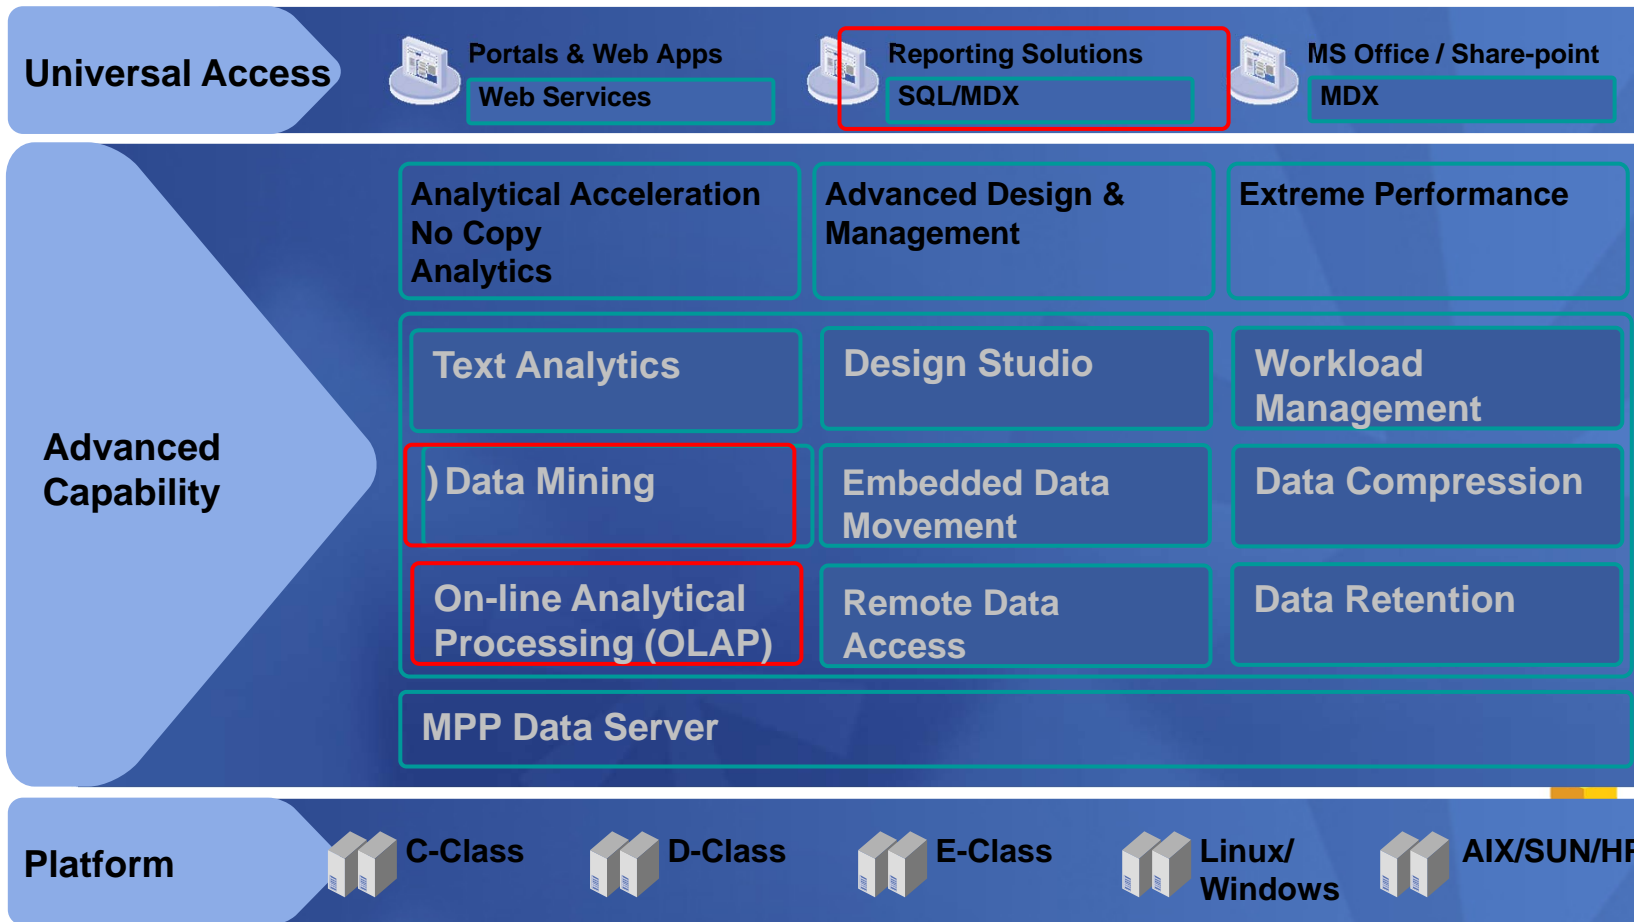 Universal Access
Portals & Web Apps
Web Services
Reporting Solutions
SQL/MDX
MS Office / Share-point
MDX
Advanced
Capability
Analytical Acceleration
No Copy
Analytics
Advanced Design &
Management
Extreme Performance
Text Analytics
Design Studio
Workload
Management
) Data Mining
Embedded Data
Movement
Data Compression
On-line Analytical
Processing (OLAP)
Remote Data
Access
Data Retention
MPP Data Server
Platform
C-Class
D-Class
E-Class
Linux/
Windows
AIX/SUN/HP